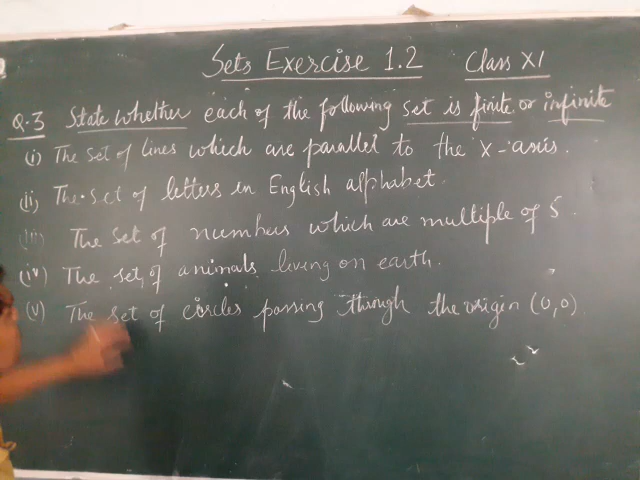 Sets Exercise 1.2 Class XI
Q.3 State whether each of the following set is finite or infinite
(i) The set of lines which are parallel to the X-axis.
(ii) The set of letters in English alphabet.
(iii) The set of numbers which are multiple of 5.
(iv) The set of animals living on earth.
(v) The set of circles passing through the origin (0,0)